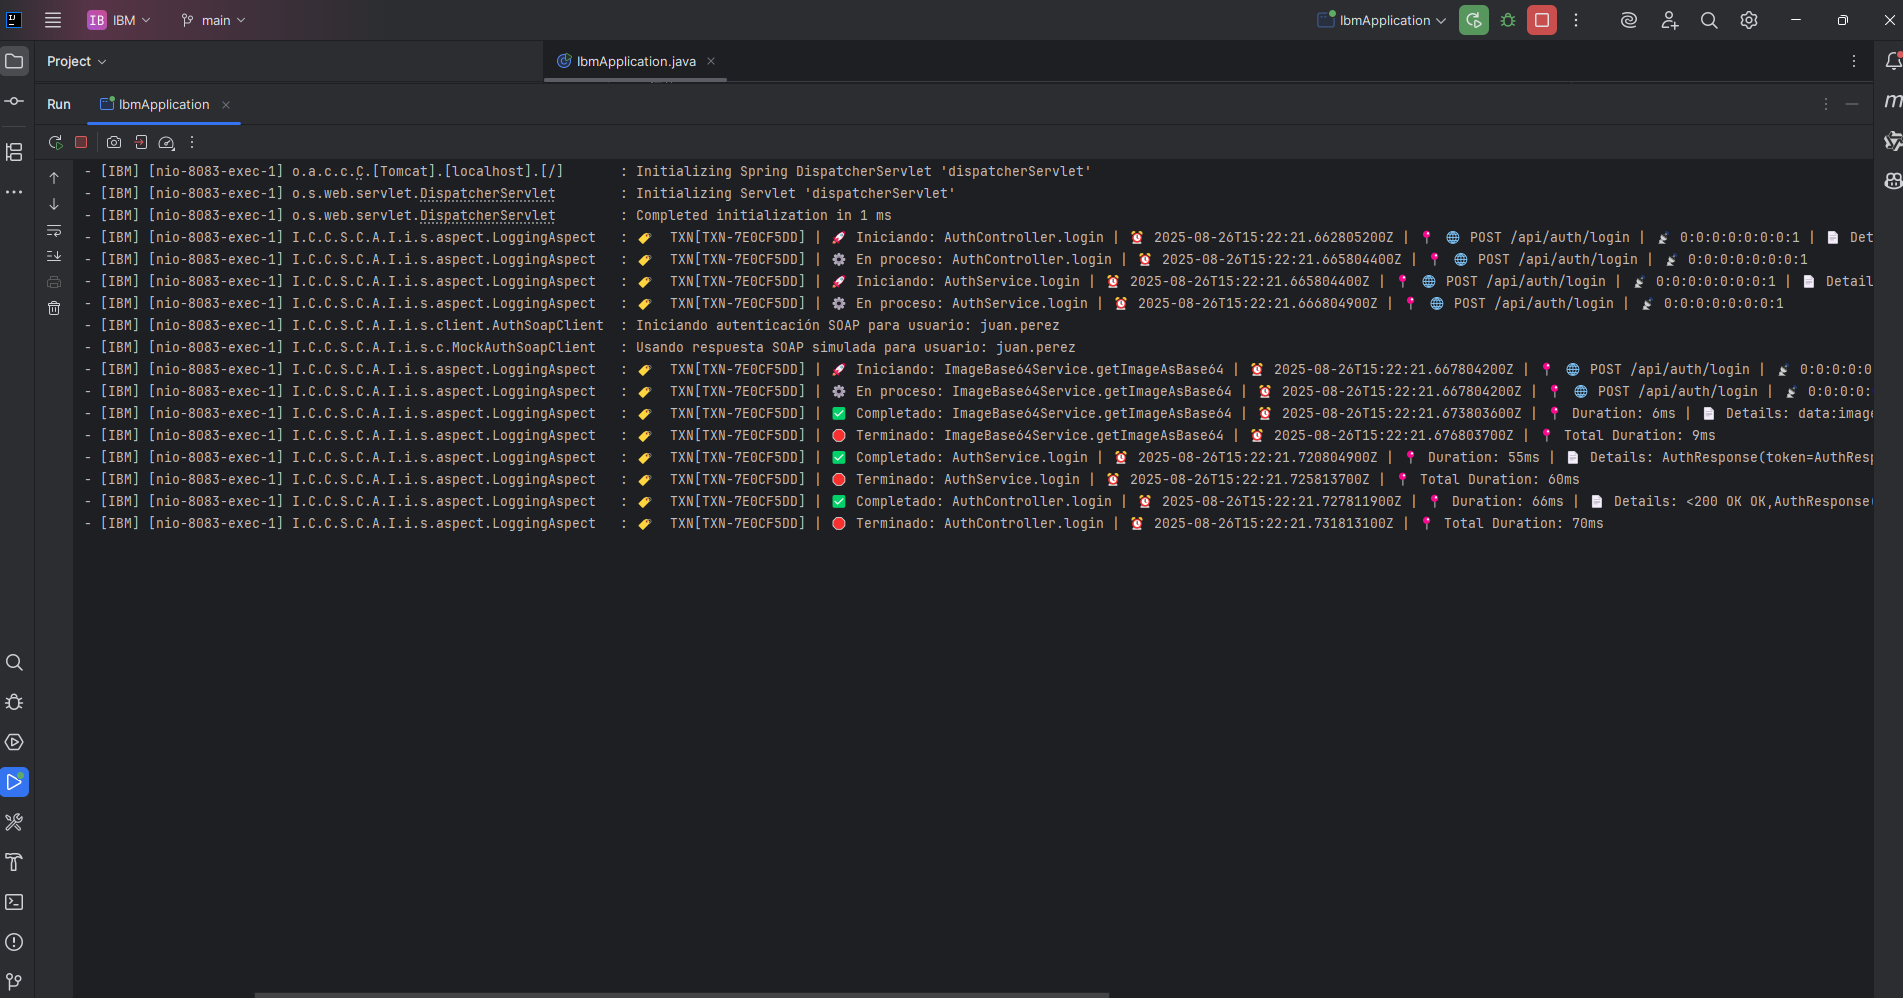 IJ
IB IBM main IbmApplication
Project IbmApplication.java
Run IbmApplication
- [IBM] [nio-8083-exec-1] o.a.c.c.C.[Tomcat].[localhost].[/] : Initializing Spring DispatcherServlet 'dispatcherServlet'
- [IBM] [nio-8083-exec-1] o.s.web.servlet.DispatcherServlet : Initializing Servlet 'dispatcherServlet'
- [IBM] [nio-8083-exec-1] o.s.web.servlet.DispatcherServlet : Completed initialization in 1 ms
- [IBM] [nio-8083-exec-1] I.C.C.S.C.A.I.i.s.aspect.LoggingAspect : 🏷️ TXN[TXN-7E0CF5DD] | 🚀 Iniciando: AuthController.login | ⏰ 2025-08-26T15:22:21.662805200Z | 📍 🌐 POST /api/auth/login | 📡 0:0:0:0:0:0:0:1 | 📄 Det
- [IBM] [nio-8083-exec-1] I.C.C.S.C.A.I.i.s.aspect.LoggingAspect : 🏷️ TXN[TXN-7E0CF5DD] | ⚙️ En proceso: AuthController.login | ⏰ 2025-08-26T15:22:21.665804400Z | 📍 🌐 POST /api/auth/login | 📡 0:0:0:0:0:0:0:1
- [IBM] [nio-8083-exec-1] I.C.C.S.C.A.I.i.s.aspect.LoggingAspect : 🏷️ TXN[TXN-7E0CF5DD] | 🚀 Iniciando: AuthService.login | ⏰ 2025-08-26T15:22:21.665804400Z | 📍 🌐 POST /api/auth/login | 📡 0:0:0:0:0:0:0:1 | 📄 Detail
- [IBM] [nio-8083-exec-1] I.C.C.S.C.A.I.i.s.aspect.LoggingAspect : 🏷️ TXN[TXN-7E0CF5DD] | ⚙️ En proceso: AuthService.login | ⏰ 2025-08-26T15:22:21.666804900Z | 📍 🌐 POST /api/auth/login | 📡 0:0:0:0:0:0:0:1
- [IBM] [nio-8083-exec-1] I.C.C.S.C.A.I.i.s.client.AuthSoapClient : Iniciando autenticación SOAP para usuario: juan.perez
- [IBM] [nio-8083-exec-1] I.C.C.S.C.A.I.i.s.c.MockAuthSoapClient : Usando respuesta SOAP simulada para usuario: juan.perez
- [IBM] [nio-8083-exec-1] I.C.C.S.C.A.I.i.s.aspect.LoggingAspect : 🏷️ TXN[TXN-7E0CF5DD] | 🚀 Iniciando: ImageBase64Service.getImageAsBase64 | ⏰ 2025-08-26T15:22:21.667804200Z | 📍 🌐 POST /api/auth/login | 📡 0:0:0:0:0
- [IBM] [nio-8083-exec-1] I.C.C.S.C.A.I.i.s.aspect.LoggingAspect : 🏷️ TXN[TXN-7E0CF5DD] | ⚙️ En proceso: ImageBase64Service.getImageAsBase64 | ⏰ 2025-08-26T15:22:21.667804200Z | 📍 🌐 POST /api/auth/login | 📡 0:0:0:0:
- [IBM] [nio-8083-exec-1] I.C.C.S.C.A.I.i.s.aspect.LoggingAspect : 🏷️ TXN[TXN-7E0CF5DD] | ✅ Completado: ImageBase64Service.getImageAsBase64 | ⏰ 2025-08-26T15:22:21.673803600Z | 📍 Duration: 6ms | 📄 Details: data:image
- [IBM] [nio-8083-exec-1] I.C.C.S.C.A.I.i.s.aspect.LoggingAspect : 🏷️ TXN[TXN-7E0CF5DD] | 🛑 Terminado: ImageBase64Service.getImageAsBase64 | ⏰ 2025-08-26T15:22:21.676803700Z | 📍 Total Duration: 9ms
- [IBM] [nio-8083-exec-1] I.C.C.S.C.A.I.i.s.aspect.LoggingAspect : 🏷️ TXN[TXN-7E0CF5DD] | ✅ Completado: AuthService.login | ⏰ 2025-08-26T15:22:21.720804900Z | 📍 Duration: 55ms | 📄 Details: AuthResponse(token=AuthResp
- [IBM] [nio-8083-exec-1] I.C.C.S.C.A.I.i.s.aspect.LoggingAspect : 🏷️ TXN[TXN-7E0CF5DD] | 🛑 Terminado: AuthService.login | ⏰ 2025-08-26T15:22:21.725813700Z | 📍 Total Duration: 60ms
- [IBM] [nio-8083-exec-1] I.C.C.S.C.A.I.i.s.aspect.LoggingAspect : 🏷️ TXN[TXN-7E0CF5DD] | ✅ Completado: AuthController.login | ⏰ 2025-08-26T15:22:21.727811900Z | 📍 Duration: 66ms | 📄 Details: <200 OK OK,AuthResponse(
- [IBM] [nio-8083-exec-1] I.C.C.S.C.A.I.i.s.aspect.LoggingAspect : 🏷️ TXN[TXN-7E0CF5DD] | 🛑 Terminado: AuthController.login | ⏰ 2025-08-26T15:22:21.731813100Z | 📍 Total Duration: 70ms